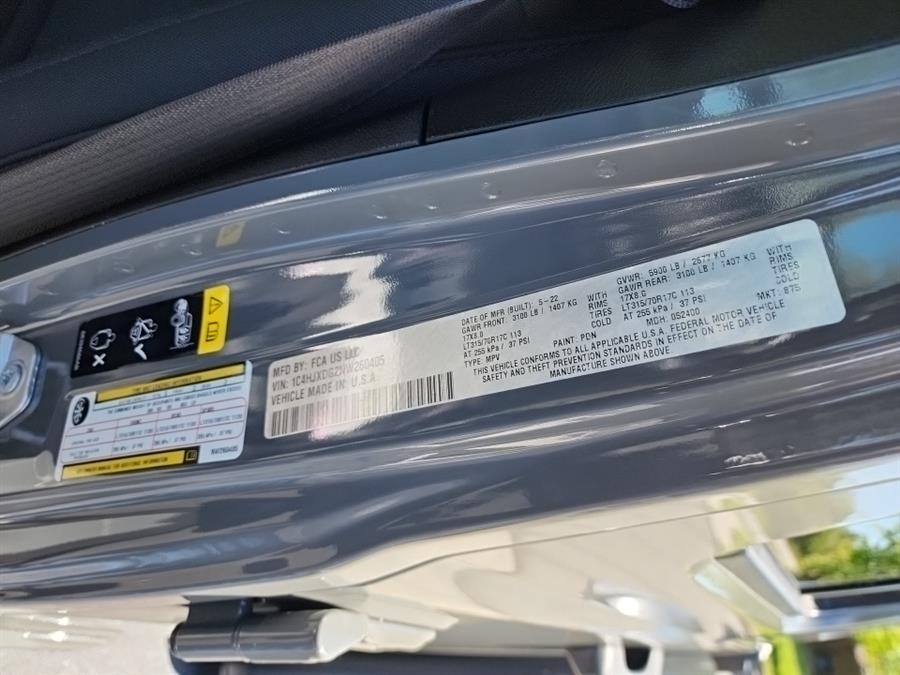 MFD BY: FCA US LLC
VIN: 1C4HJXDG2NW260405
VEHICLE MADE IN: U.S.A.
DATE OF MFR (BUILT): 5-22
GAWR FRONT: 3100 LB / 1407 KG WITH
17X8.0 RIMS
LT315/70R17C 113 TIRES
AT 255 kPa / 37 PSI COLD
TYPE: MPV PAINT: PDN
GVWR: 5900 LB / 2677 KG
GAWR REAR: 3100 LB / 1407 KG WITH
17X8.0 RIMS
LT315/70R17C 113 TIRES
AT 255 kPa / 37 PSI COLD
MDH: 052400 MKT: 875
THIS VEHICLE CONFORMS TO ALL APPLICABLE U.S.A. FEDERAL MOTOR VEHICLE
SAFETY, THEFT PREVENTION STANDARDS IN EFFECT ON THE DATE OF
MANUFACTURE SHOWN ABOVE
NW260405